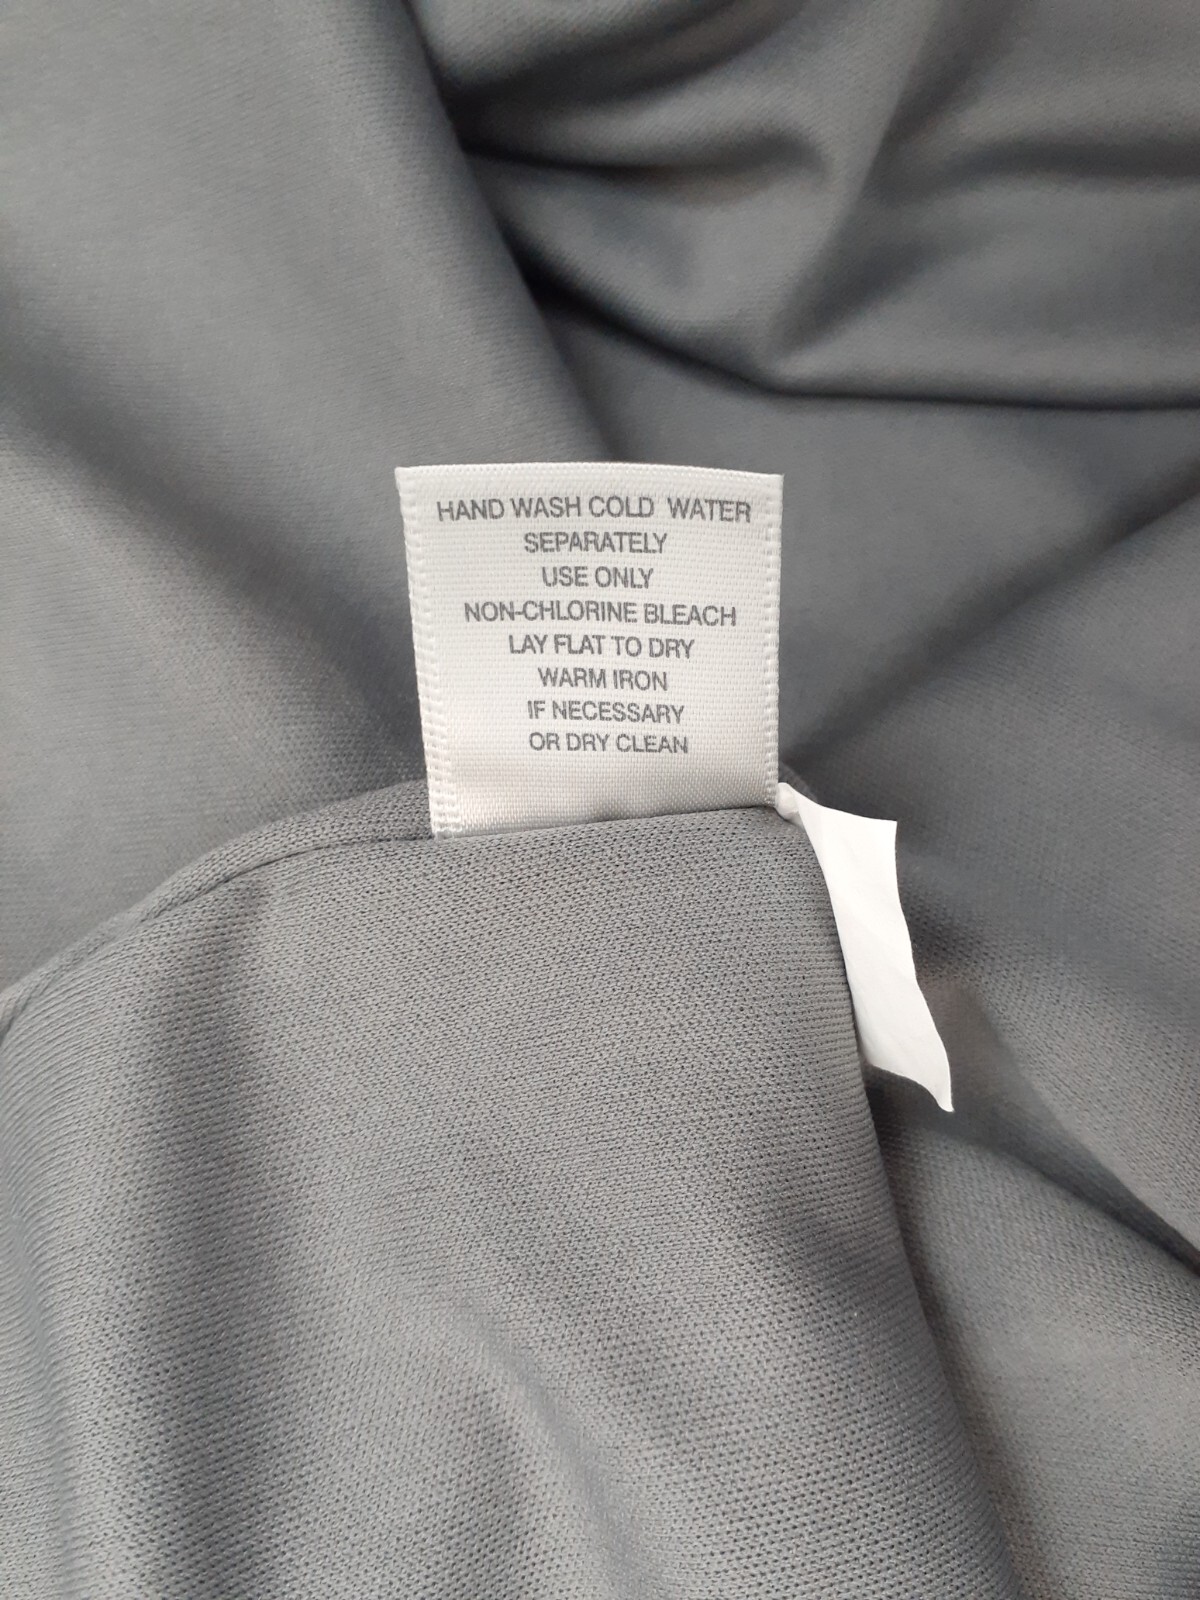 HAND WASH COLD WATER
SEPARATELY
USE ONLY
NON-CHLORINE BLEACH
LAY FLAT TO DRY
WARM IRON
IF NECESSARY
OR DRY CLEAN